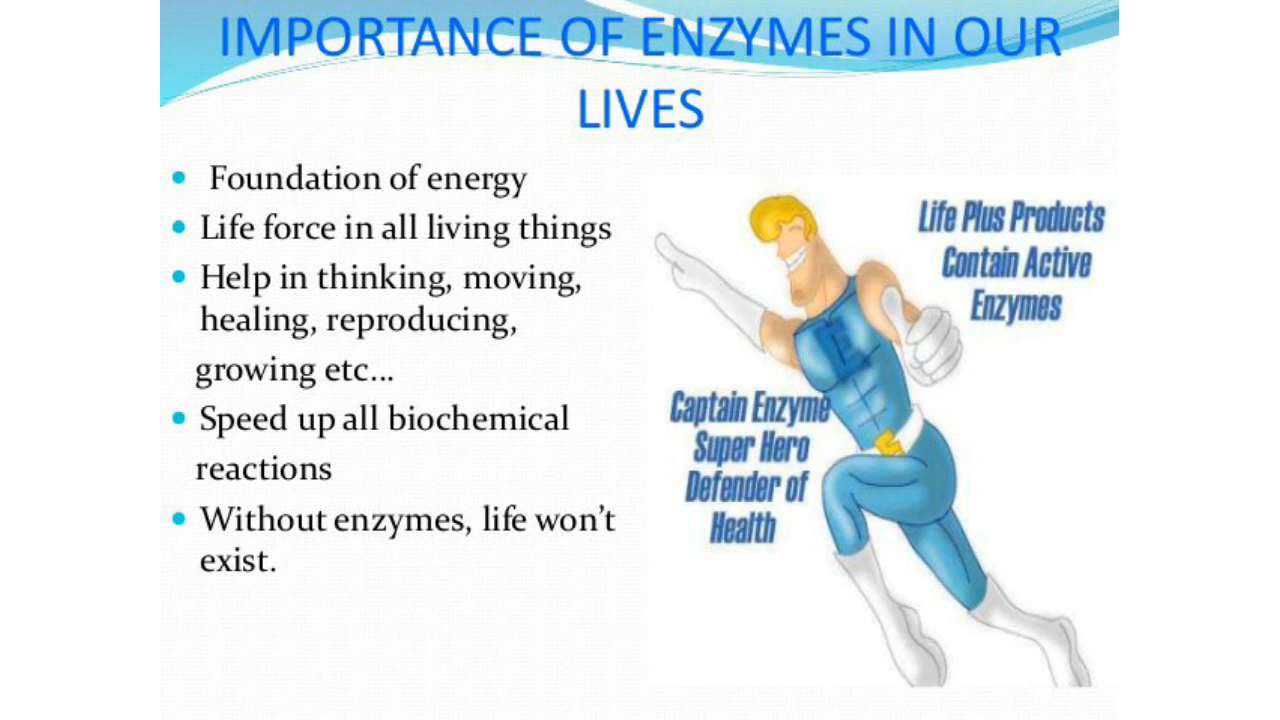 IMPORTANCE OF ENZYMES IN OUR
LIVES
Foundation of energy
Life force in all living things
Help in thinking, moving,
healing, reproducing,
growing etc...
Speed up all biochemical
reactions
Without enzymes, life won't
exist.
Life Plus Products
Contain Active
Enzymes
E
Captain Enzyme
Super Hero
Defender of
Health